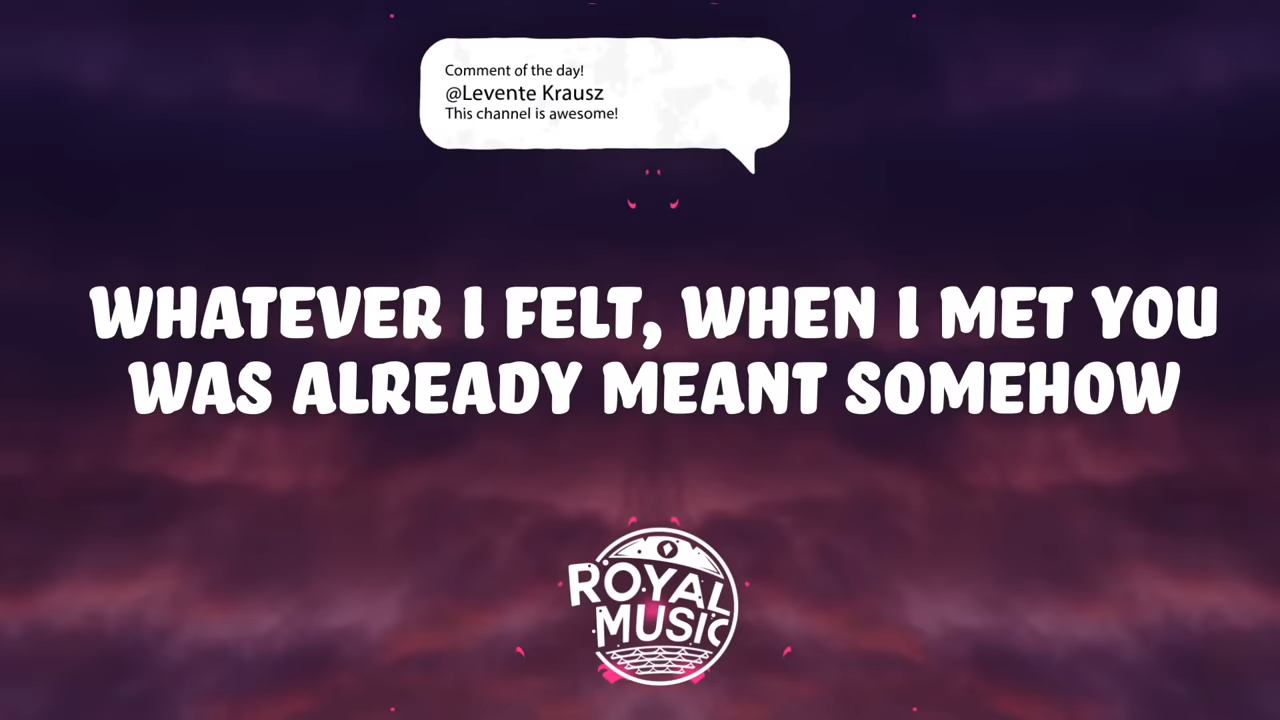 Comment of the day!
@Levente Krausz
This channel is awesome!
WHATEVER I FELT, WHEN I MET YOU
WAS ALREADY MEANT SOMEHOW
ROYAL
MUSIC